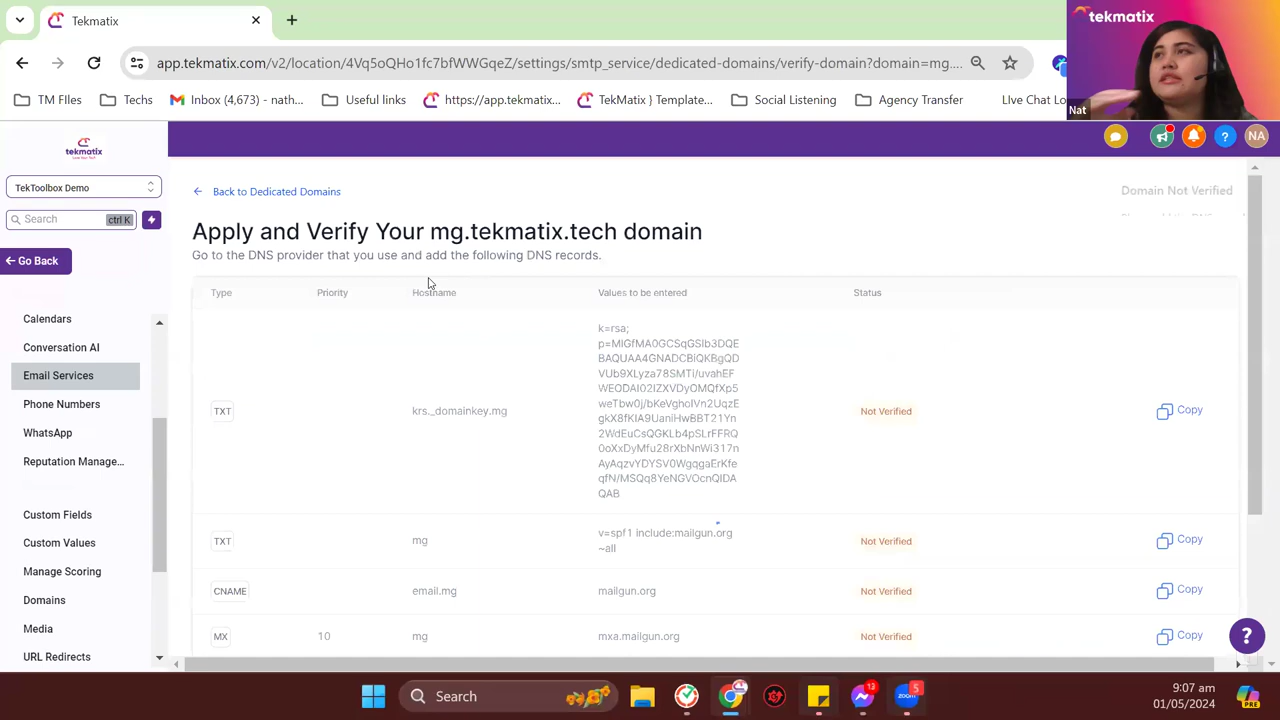 Tekmatix
tekmatix
app.tekmatix.com/v2/location/4Vq5oQHo1fc7bfWWGqeZ/settings/smtp_service/dedicated-domains/verify-domain?domain=mg....
TM FIles
Techs
Inbox (4,673) - nath...
Useful links
https://app.tekmatix...
TekMatix } Template...
Social Listening
Agency Transfer
LIve Chat Lo
Nat
tekmatix
NA
TekToolbox Demo
Search
ctrl K
Go Back
Calendars
Conversation AI
Email Services
Phone Numbers
WhatsApp
Reputation Manage...
Custom Fields
Custom Values
Manage Scoring
Domains
Media
URL Redirects
Back to Dedicated Domains
Domain Not Verified
Apply and Verify Your mg.tekmatix.tech domain
Go to the DNS provider that you use and add the following DNS records.
Type Priority Hostname Values to be entered Status
k=rsa;
p=MIGfMA0GCSqGSIb3DQE
BAQUAA4GNADCBiQKBgQD
VUb9XLyza78SMTi/uvahEF
WEODAI02IZXVDyOMQfXp5
weTbw0j/bKeVgholVn2UqzE
gkX8fKIA9UaniHwBBT21Yn
2WdEuCsQGKLb4pSLrFFRQ
0oXxDyMfu28rXbNnWi317n
AyAqzvYDYSV0WgqgaErKfe
qfN/MSQq8YeNGVOcnQIDA
QAB
TXT krs._domainkey.mg Not Verified Copy
v=spf1 include:mailgun.org
~all
TXT mg Not Verified Copy
CNAME email.mg mailgun.org Not Verified Copy
MX 10 mg mxa.mailgun.org Not Verified Copy
?
Search
13
5
9:07 am
01/05/2024
PRE